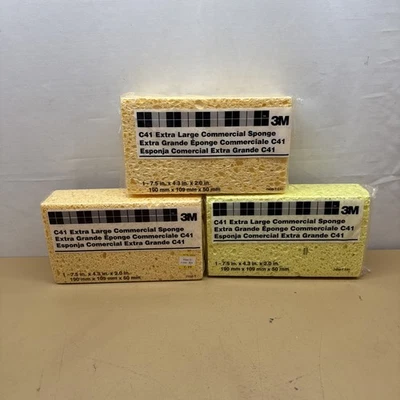 3M
C41 Extra Large Commercial Sponge
Extra Grande Éponge Commerciale C41
Esponja Comercial Extra Grande C41
1 - 7.5 in. x 4.3 in. x 2.0 in.
190 mm x 109 mm x 50 mm
3M
C41 Extra Large Commercial Sponge
Extra Grande Éponge Commerciale C41
Esponja Comercial Extra Grande C41
1 - 7.5 in. x 4.3 in. x 2.0 in.
190 mm x 109 mm x 50 mm
3M
C41 Extra Large Commercial Sponge
Extra Grande Éponge Commerciale C41
Esponja Comercial Extra Grande C41
1 - 7.5 in. x 4.3 in. x 2.0 in.
190 mm x 109 mm x 50 mm